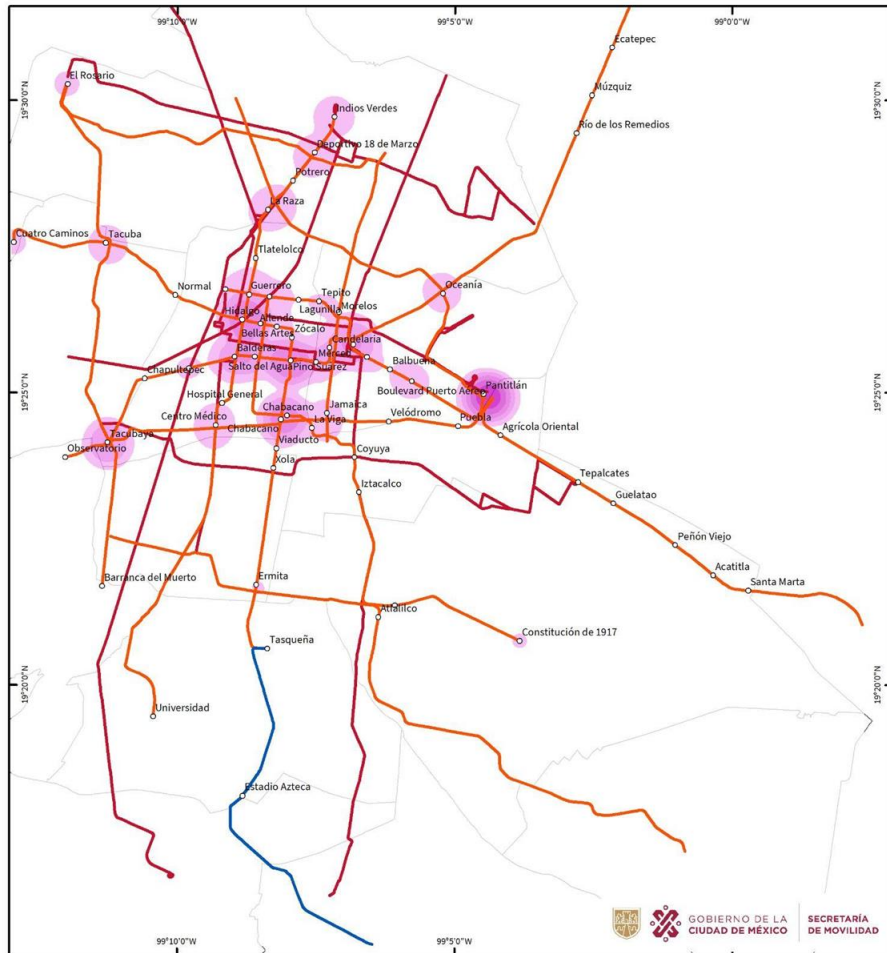 99°10'0"W
99°5'0"W
99°0'0"W
Ecatepec
El Rosario
Múzquiz
19°30'0"N
19°30'0"N
Indios Verdes
Río de los Remedios
Deportivo 18 de Marzo
Potrero
La Raza
Cuatro Caminos
Tacuba
Tlatelolco
Oceanía
Normal
Guerrero
Tepito
Lagunilla
Morelos
Hidalgo
Allende
Zócalo
Bellas Artes
Candelaria
Balderas
Merced
Salto del Agua
Pino Suarez
Balbuena
Chapultepec
Boulevard Puerto Aéreo
Pantitlán
19°25'0"N
19°25'0"N
Hospital General
Centro Médico
Chabacano
Jamaica
Chabacano
La Viga
Velódromo
Puebla
Agrícola Oriental
Tacubaya
Observatorio
Viaducto
Coyuya
Xola
Tepalcates
Iztacalco
Guelatao
Peñón Viejo
Acatitla
Santa Marta
Barranca del Muerto
Ermita
Atlalilco
Constitución de 1917
Tasqueña
19°20'0"N
19°20'0"N
Universidad
Estadio Azteca
GOBIERNO DE LA
CIUDAD DE MÉXICO
SECRETARÍA
DE MOVILIDAD
99°10'0"W
99°5'0"W